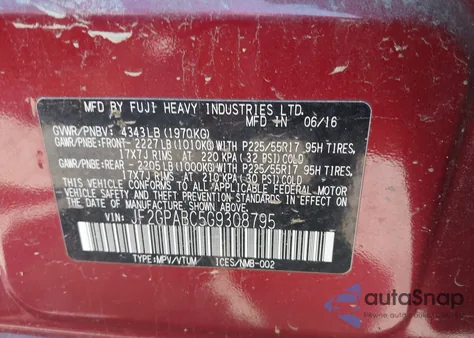 MFD BY FUJI HEAVY INDUSTRIES LTD.
GVWR/PNBV: 4343LB (1970KG) MFD IN 06/16
GAWR/PNBE:FRONT- 2227LB(1010KG)WITH P225/55R17 95H TIRES,
17X7J RIMS AT 220 KPA(32 PSI)COLD
GAWR/PNBE:REAR - 2205LB(1000KG)WITH P225/55R17 95H TIRES,
17X7J RIMS AT 210 KPA(30 PSI)COLD
THIS VEHICLE CONFORMS TO ALL APPLICABLE FEDERAL MOTOR
VEHICLE SAFETY STANDARDS IN EFFECT ON THE DATE OF
MANUFACTURE SHOWN ABOVE.
VIN: JF2GPABC5G9308795
TYPE:MPV/VTUM ICES/NMB-002
autoSnap